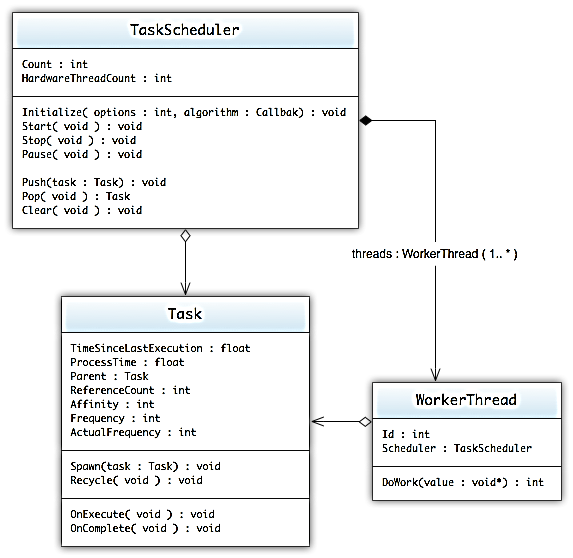 TaskScheduler
Count : int
HardwareThreadCount : int
Initialize( options : int, algorithm : Callbak) : void
Start( void ) : void
Stop( void ) : void
Pause( void ) : void
Push(task : Task) : void
Pop( void ) : Task
Clear( void ) : void
threads : WorkerThread ( 1.. * )
Task
TimeSinceLastExecution : float
ProcessTime : float
Parent : Task
ReferenceCount : int
Affinity : int
Frequency : int
ActualFrequency : int
Spawn(task : Task) : void
Recycle( void ) : void
OnExecute( void ) : void
OnComplete( void ) : void
WorkerThread
Id : int
Scheduler : TaskScheduler
DoWork(value : void*) : int